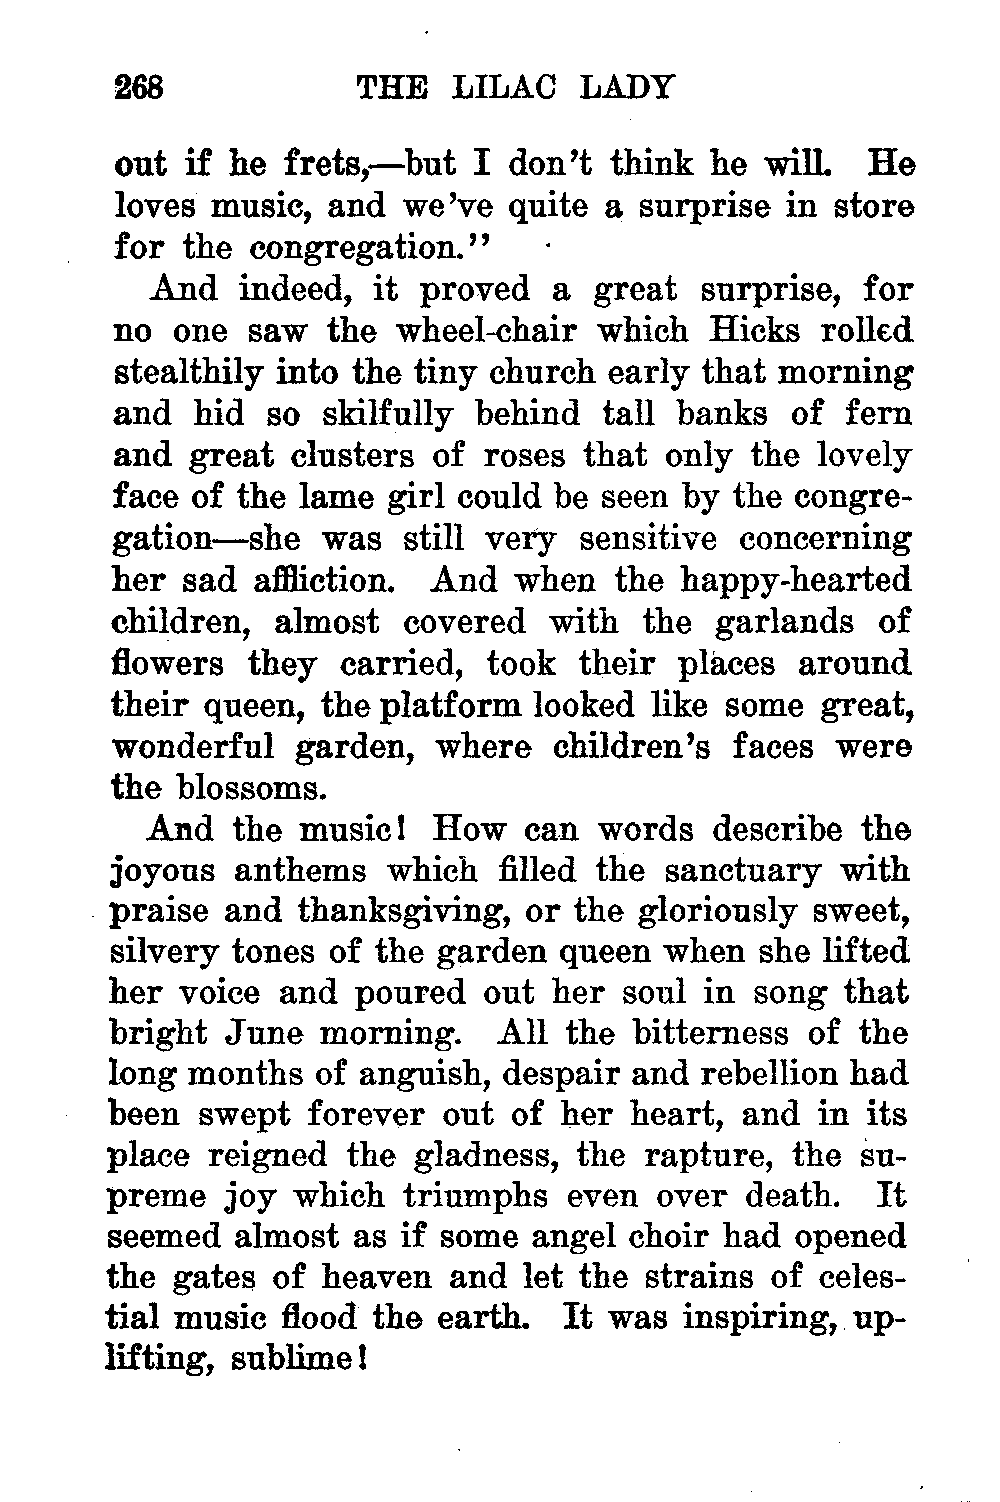 268 THE LILAC LADY
out if he frets,—but I don't think he will. He
loves music, and we've quite a surprise in store
for the congregation."
And indeed, it proved a great surprise, for
no one saw the wheel-chair which Hicks rolled
stealthily into the tiny church early that morning
and hid so skilfully behind tall banks of fern
and great clusters of roses that only the lovely
face of the lame girl could be seen by the congre-
gation—she was still very sensitive concerning
her sad affliction. And when the happy-hearted
children, almost covered with the garlands of
flowers they carried, took their places around
their queen, the platform looked like some great,
wonderful garden, where children's faces were
the blossoms.
And the music! How can words describe the
joyous anthems which filled the sanctuary with
praise and thanksgiving, or the gloriously sweet,
silvery tones of the garden queen when she lifted
her voice and poured out her soul in song that
bright June morning. All the bitterness of the
long months of anguish, despair and rebellion had
been swept forever out of her heart, and in its
place reigned the gladness, the rapture, the su-
preme joy which triumphs even over death. It
seemed almost as if some angel choir had opened
the gates of heaven and let the strains of celes-
tial music flood the earth. It was inspiring, up-
lifting, sublime!